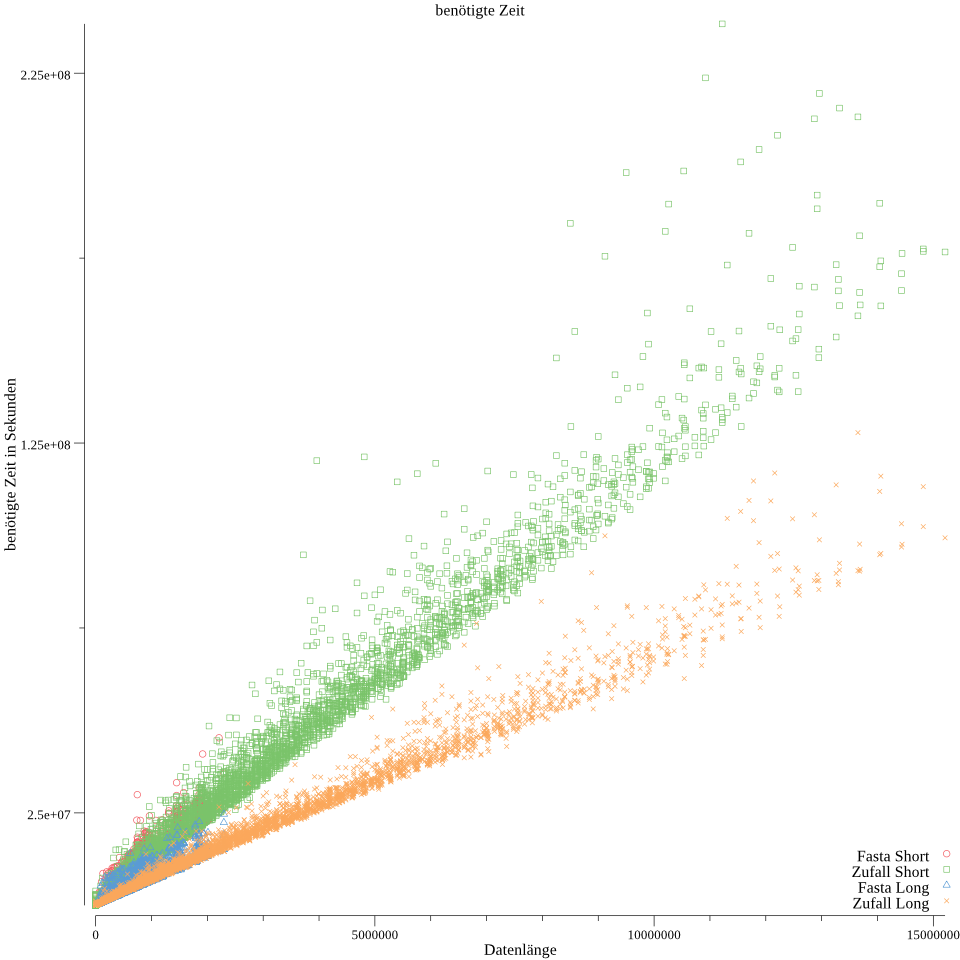 benötigte Zeit
2.25e+08
1.25e+08
2.5e+07
benötigte Zeit in Sekunden
Fasta Short
Zufall Short
Fasta Long
Zufall Long
0
5000000
10000000
15000000
Datenlänge